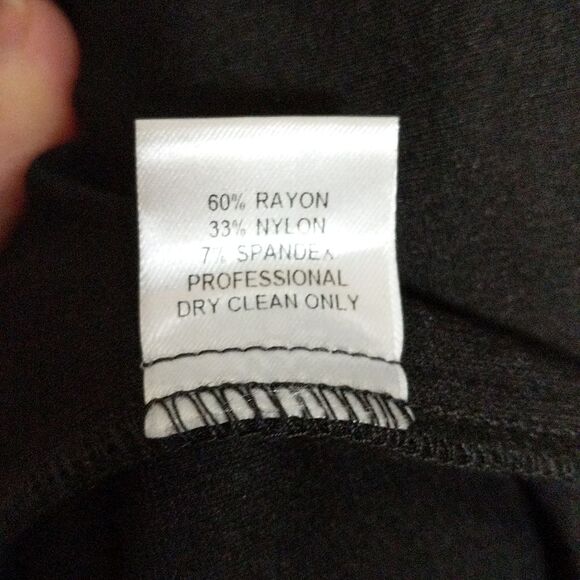 60% RAYON
33% NYLON
7% SPANDEX
PROFESSIONAL
DRY CLEAN ONLY